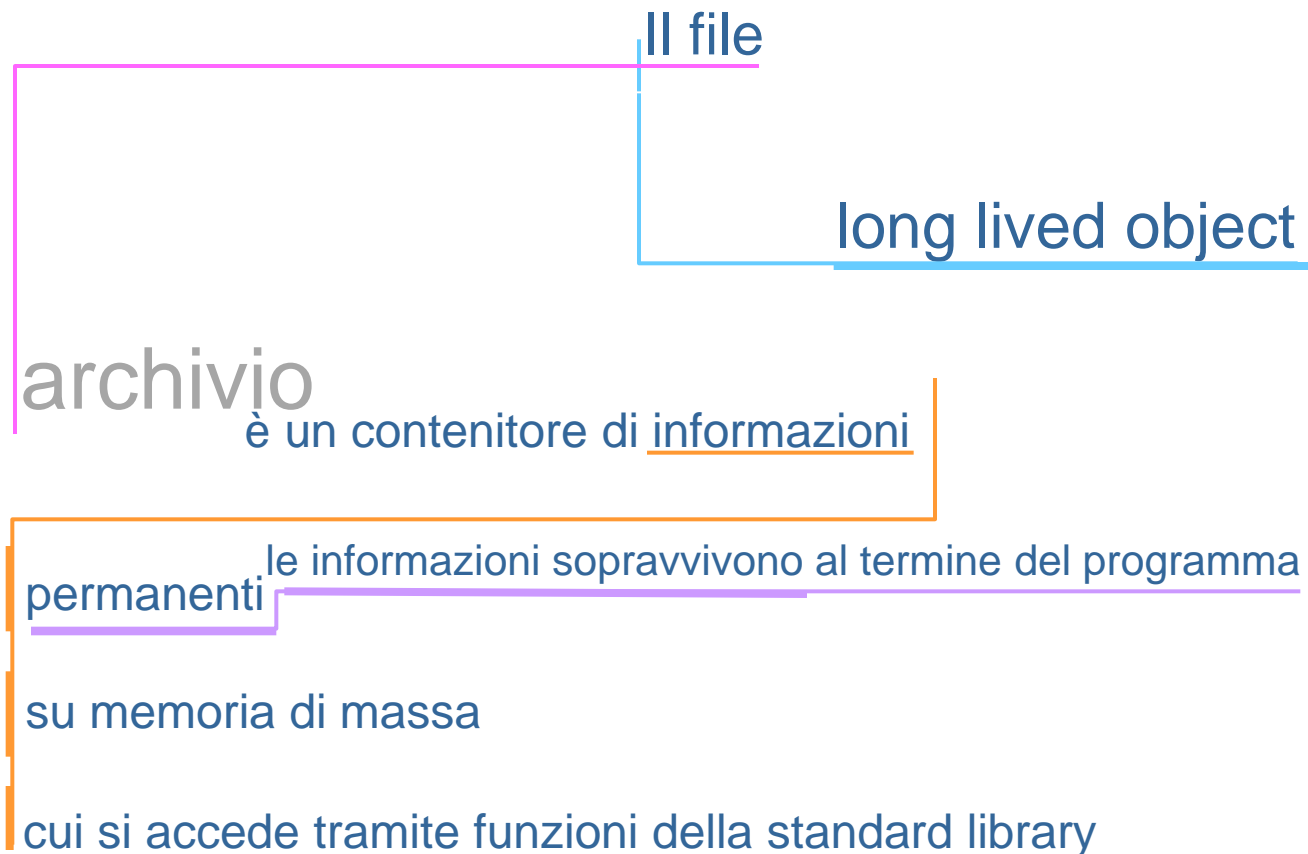 Il file
long lived object
archivio
è un contenitore di informazioni
le informazioni sopravvivono al termine del programma
permanenti
su memoria di massa
cui si accede tramite funzioni della standard library